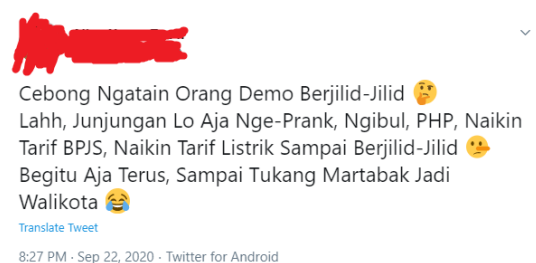 Cebong Ngatain Orang Demo Berjilid-Jilid 🤔
Lahh, Junjungan Lo Aja Nge-Prank, Ngibul, PHP, Naikin
Tarif BPJS, Naikin Tarif Listrik Sampai Berjilid-Jilid 🤥
Begitu Aja Terus, Sampai Tukang Martabak Jadi
Walikota 😂
Translate Tweet
8:27 PM · Sep 22, 2020 · Twitter for Android